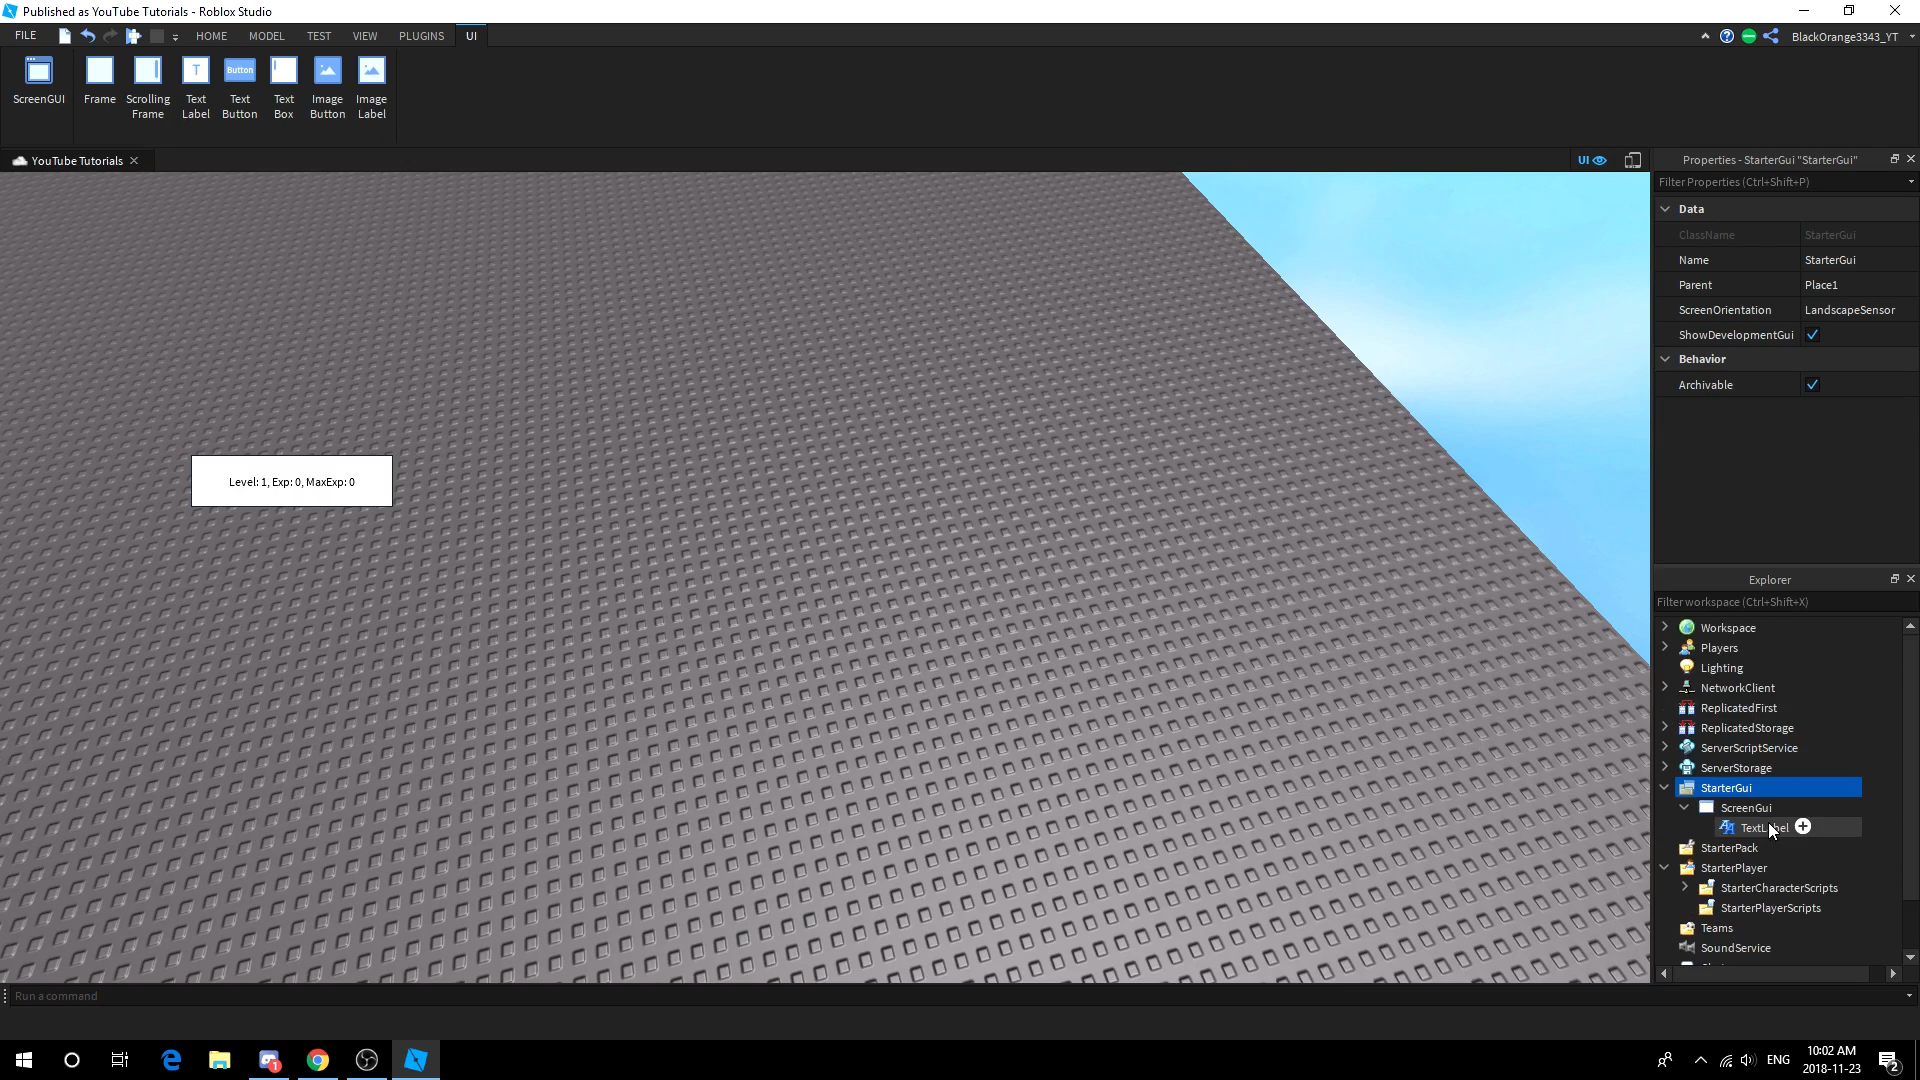 Published as YouTube Tutorials - Roblox Studio
FILE
HOME
MODEL
TEST
VIEW
PLUGINS
UI
BlackOrange3343_YT
ScreenGUI
Frame
Scrolling
Frame
T
Text
Label
Button
Text
Button
Text
Box
Image
Button
Image
Label
YouTube Tutorials
UI
Properties - StarterGui "StarterGui"
Filter Properties (Ctrl+Shift+P)
Data
ClassName StarterGui
Name StarterGui
Parent Place1
ScreenOrientation LandscapeSensor
ShowDevelopmentGui
Behavior
Archivable
Level: 1, Exp: 0, MaxExp: 0
Explorer
Filter workspace (Ctrl+Shift+X)
Workspace
Players
Lighting
NetworkClient
ReplicatedFirst
ReplicatedStorage
ServerScriptService
ServerStorage
StarterGui
ScreenGui
TextLabel
StarterPack
StarterPlayer
StarterCharacterScripts
StarterPlayerScripts
Teams
SoundService
Run a command
1
ENG
10:02 AM
2018-11-23
2